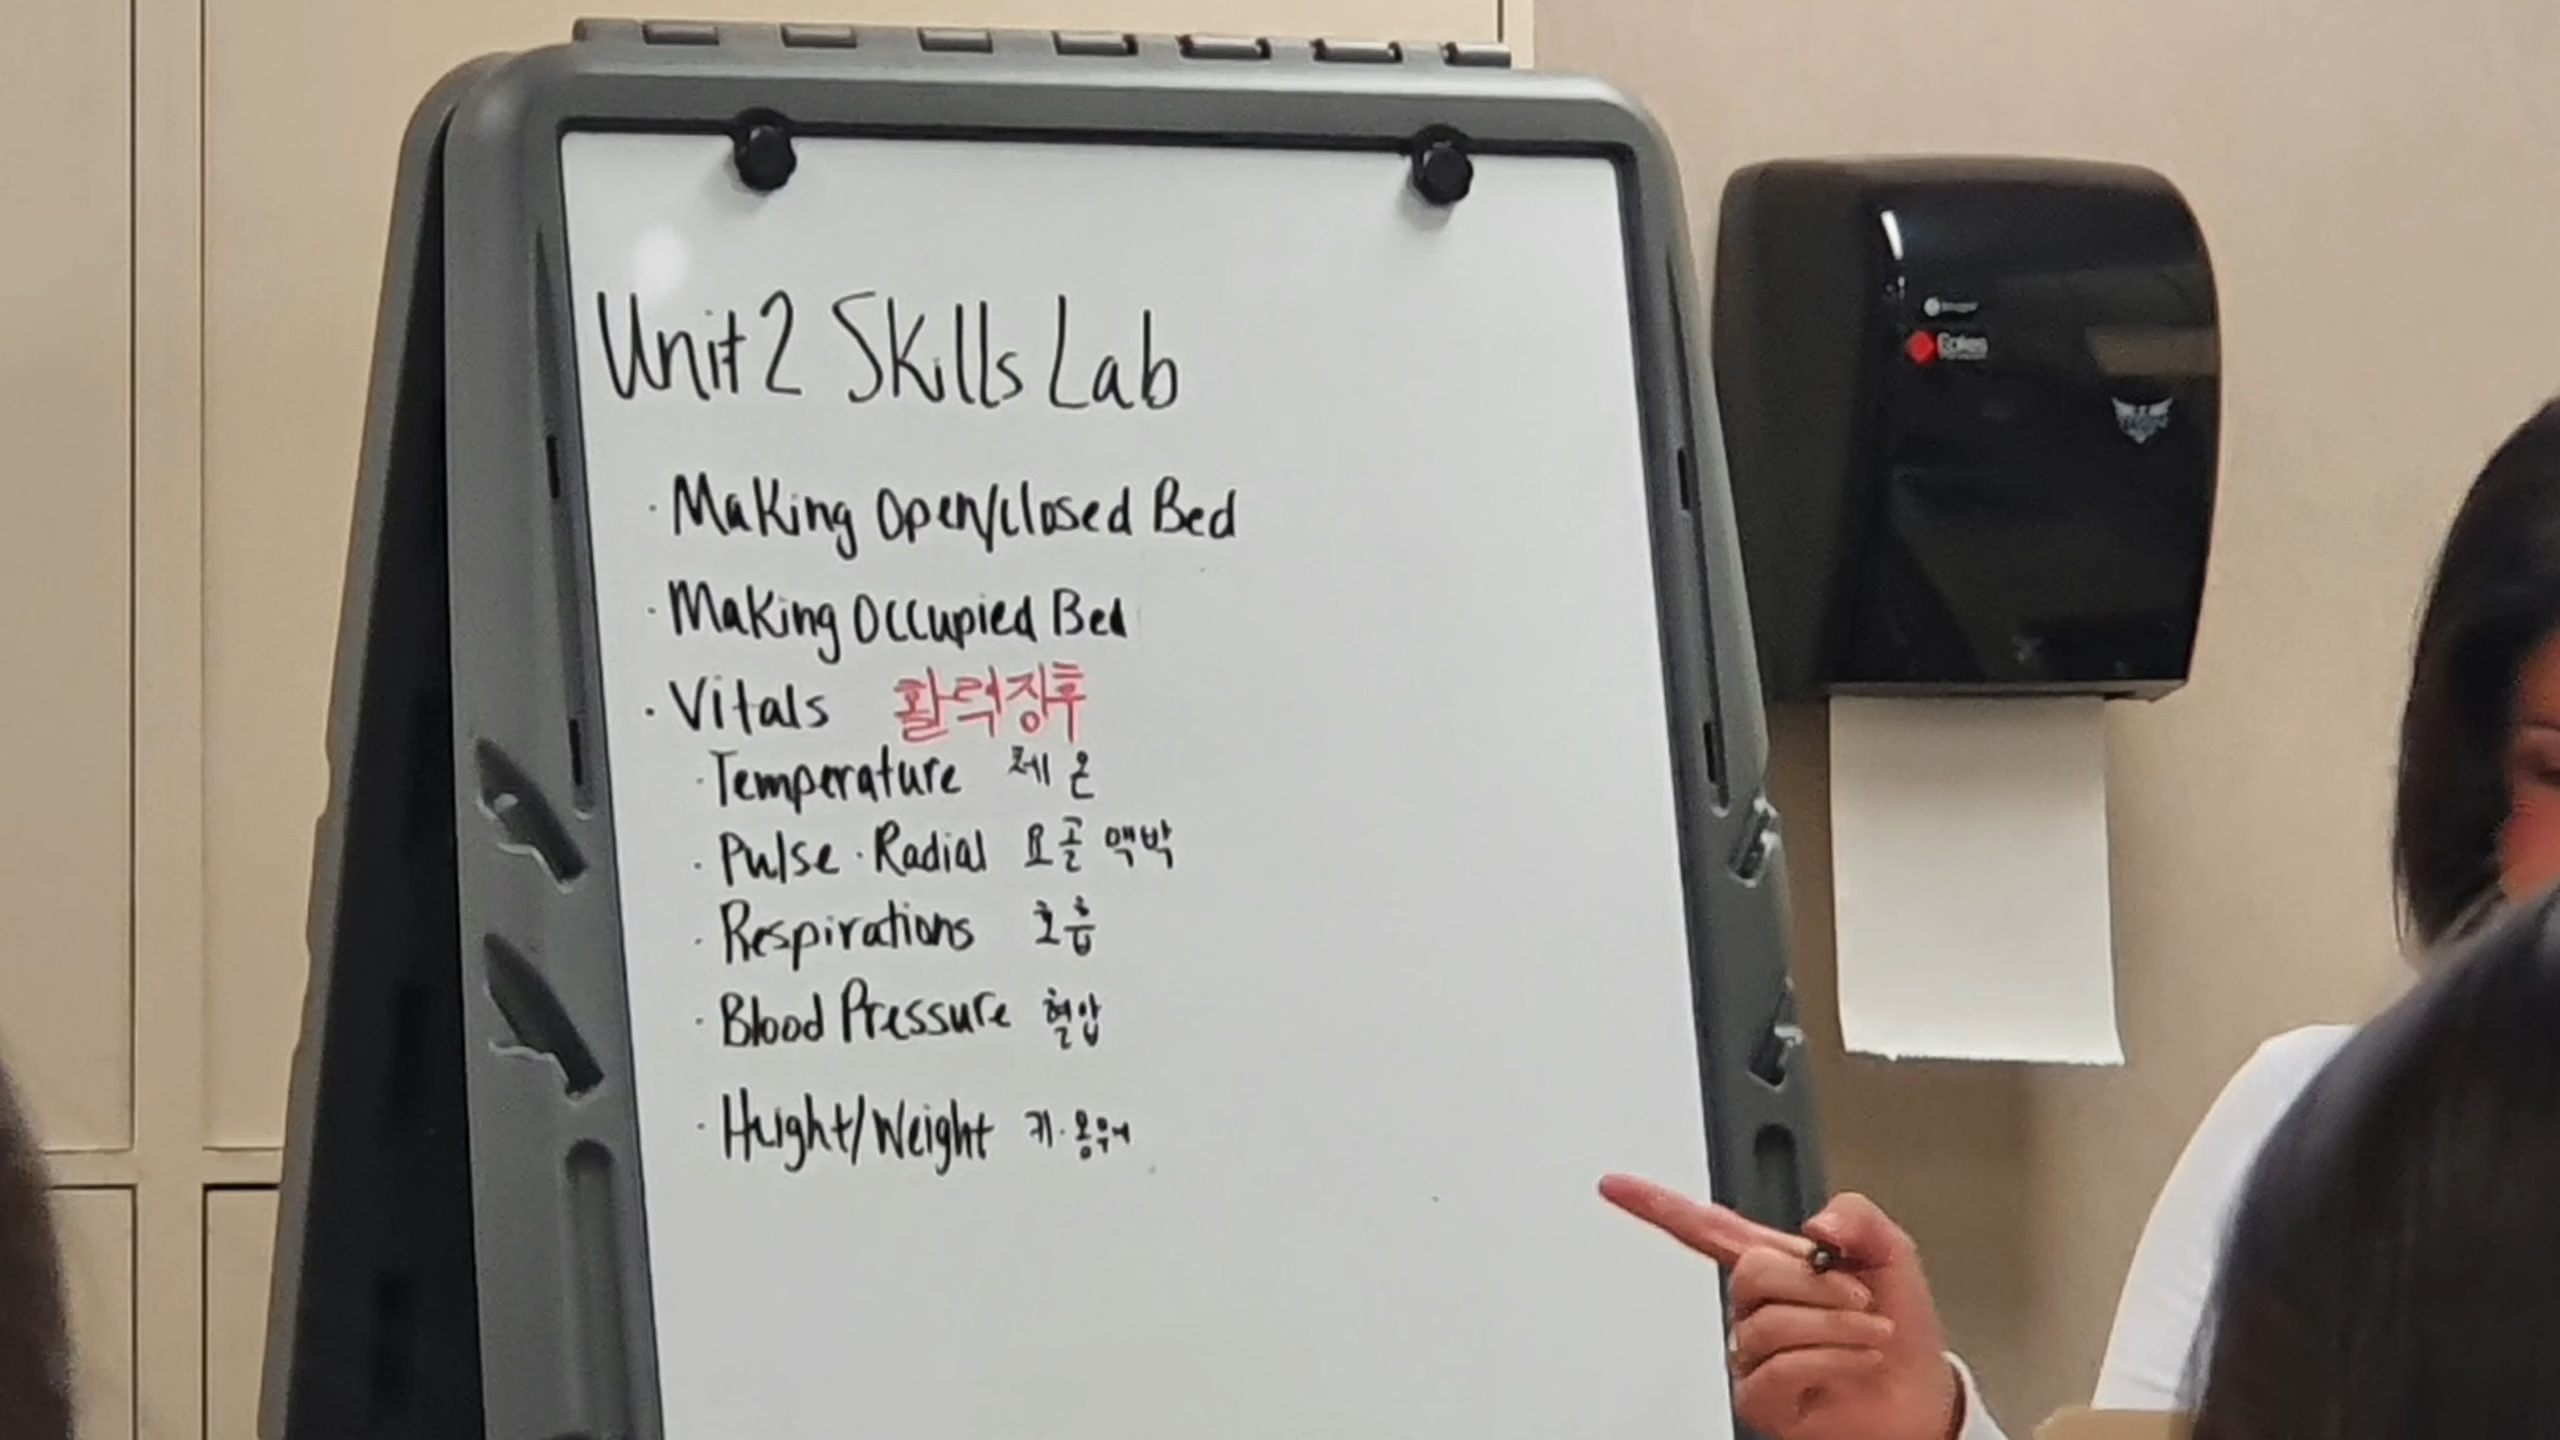 Unit 2 Skills Lab
· Making Open/Closed Bed
· Making Occupied Bed
· Vitals 활력징후
· Temperature 체온
· Pulse · Radial 요골 맥박
· Respirations 호흡
· Blood Pressure 혈압
· Height/Weight 키·몸무게